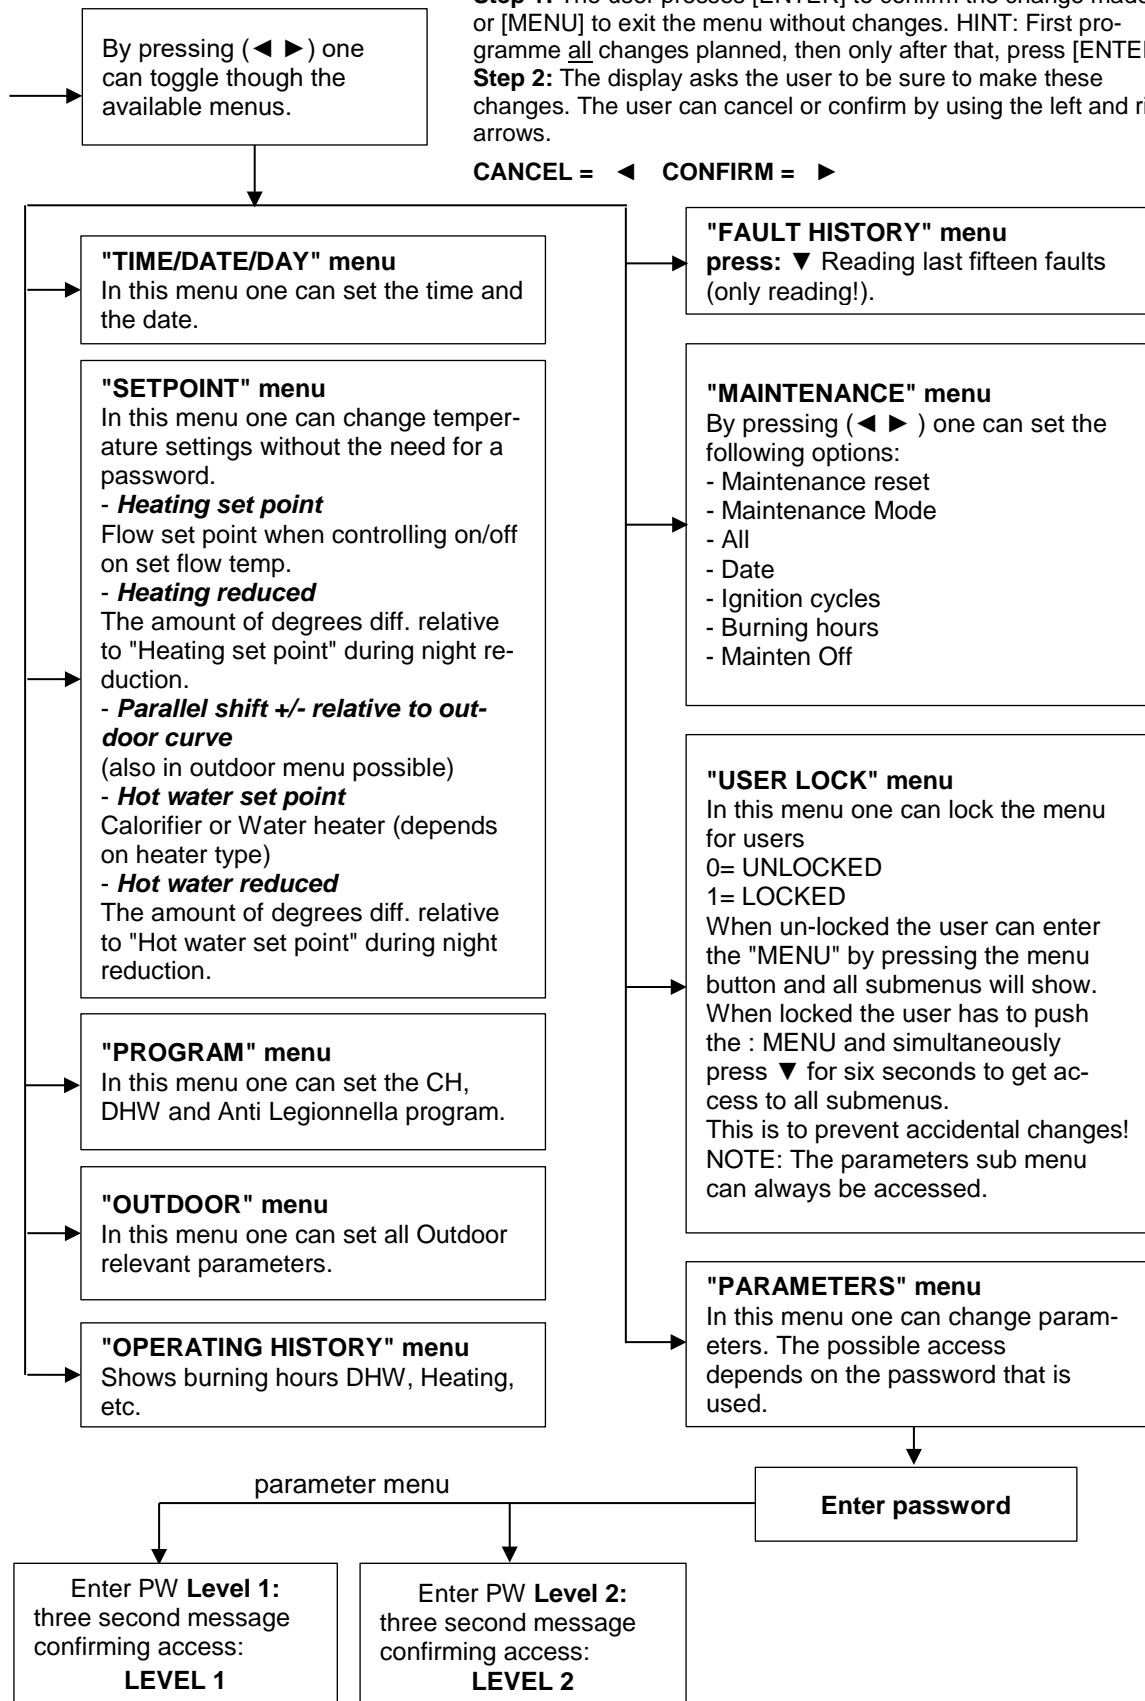 By pressing (◄ ►) one
can toggle though the
available menus.
Step 1: The user presses [ENTER] to confirm the change made
or [MENU] to exit the menu without changes. HINT: First pro-
gramme all changes planned, then only after that, press [ENTE
Step 2: The display asks the user to be sure to make these
changes. The user can cancel or confirm by using the left and ri
arrows.
CANCEL = ◄ CONFIRM = ►
"TIME/DATE/DAY" menu
In this menu one can set the time and
the date.
"SETPOINT" menu
In this menu one can change temper-
ature settings without the need for a
password.
- Heating set point
Flow set point when controlling on/off
on set flow temp.
- Heating reduced
The amount of degrees diff. relative
to "Heating set point" during night re-
duction.
- Parallel shift +/- relative to out-
door curve
(also in outdoor menu possible)
- Hot water set point
Calorifier or Water heater (depends
on heater type)
- Hot water reduced
The amount of degrees diff. relative
to "Hot water set point" during night
reduction.
"PROGRAM" menu
In this menu one can set the CH,
DHW and Anti Legionnella program.
"OUTDOOR" menu
In this menu one can set all Outdoor
relevant parameters.
"OPERATING HISTORY" menu
Shows burning hours DHW, Heating,
etc.
"FAULT HISTORY" menu
press: ▼ Reading last fifteen faults
(only reading!).
"MAINTENANCE" menu
By pressing (◄ ► ) one can set the
following options:
- Maintenance reset
- Maintenance Mode
- All
- Date
- Ignition cycles
- Burning hours
- Mainten Off
"USER LOCK" menu
In this menu one can lock the menu
for users
0= UNLOCKED
1= LOCKED
When un-locked the user can enter
the "MENU" by pressing the menu
button and all submenus will show.
When locked the user has to push
the : MENU and simultaneously
press ▼ for six seconds to get ac-
cess to all submenus.
This is to prevent accidental changes!
NOTE: The parameters sub menu
can always be accessed.
"PARAMETERS" menu
In this menu one can change param-
eters. The possible access
depends on the password that is
used.
Enter password
parameter menu
Enter PW Level 1:
three second message
confirming access:
LEVEL 1
Enter PW Level 2:
three second message
confirming access:
LEVEL 2